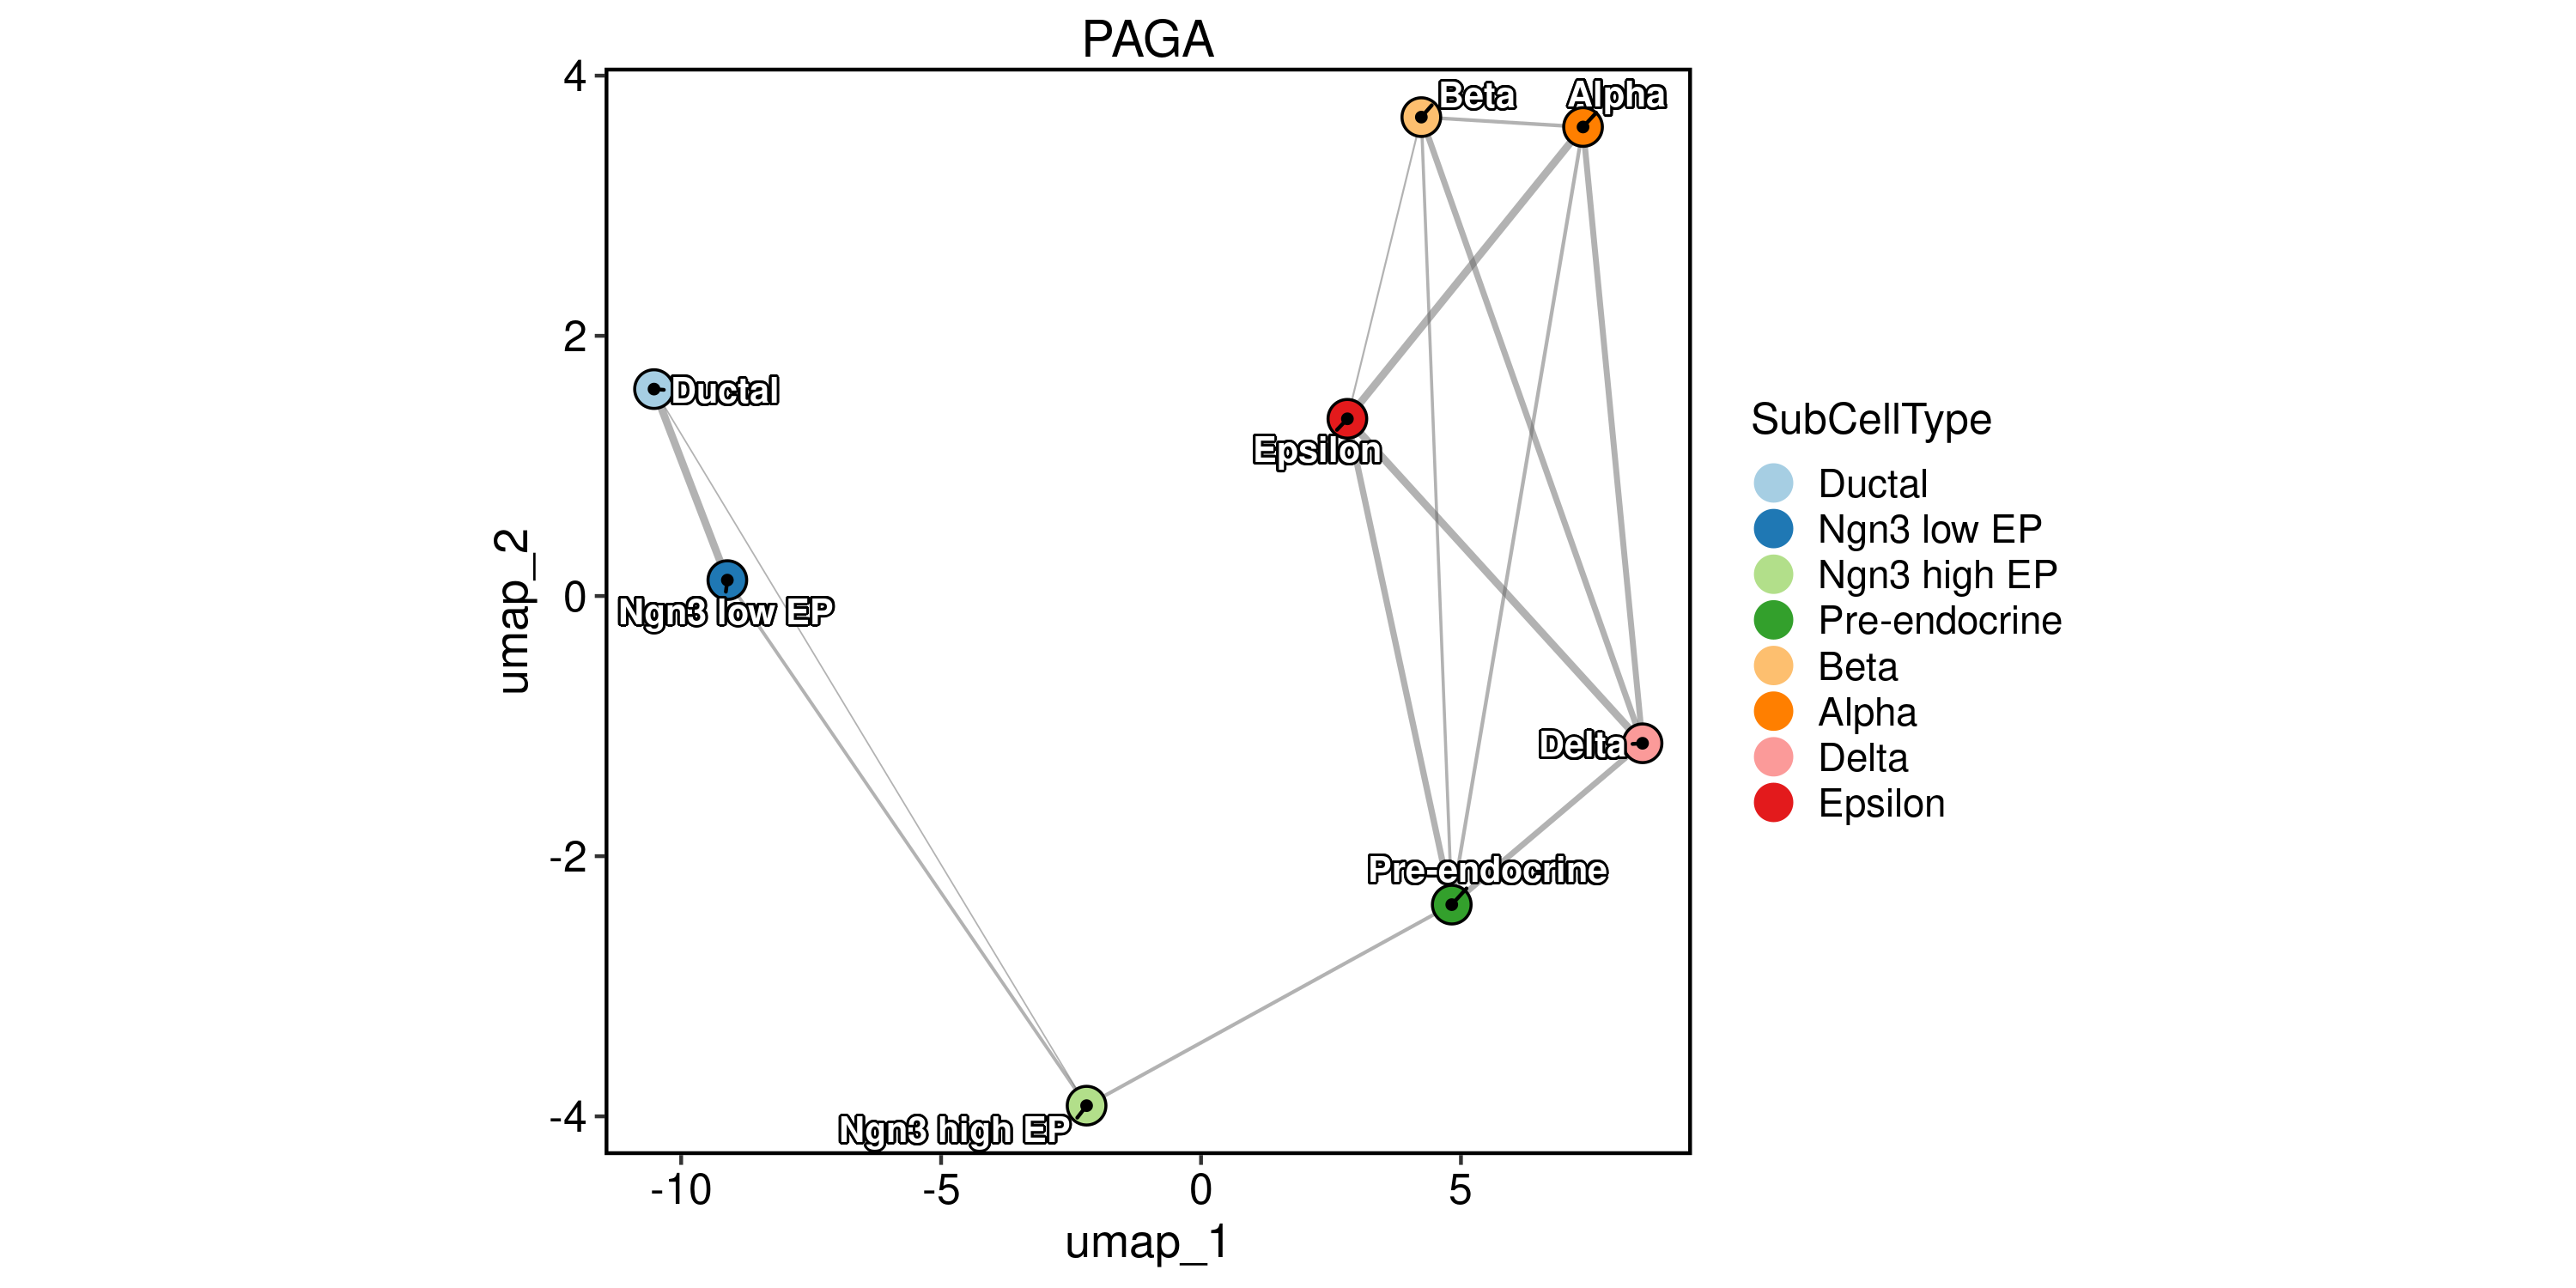 PAGA
4
2
0
-2
-4
umap_2
Beta
Alpha
Ductal
Epsilon
Ngn3 low EP
Delta
Pre-endocrine
Ngn3 high EP
-10
-5
0
5
umap_1
SubCellType
Ductal
Ngn3 low EP
Ngn3 high EP
Pre-endocrine
Beta
Alpha
Delta
Epsilon